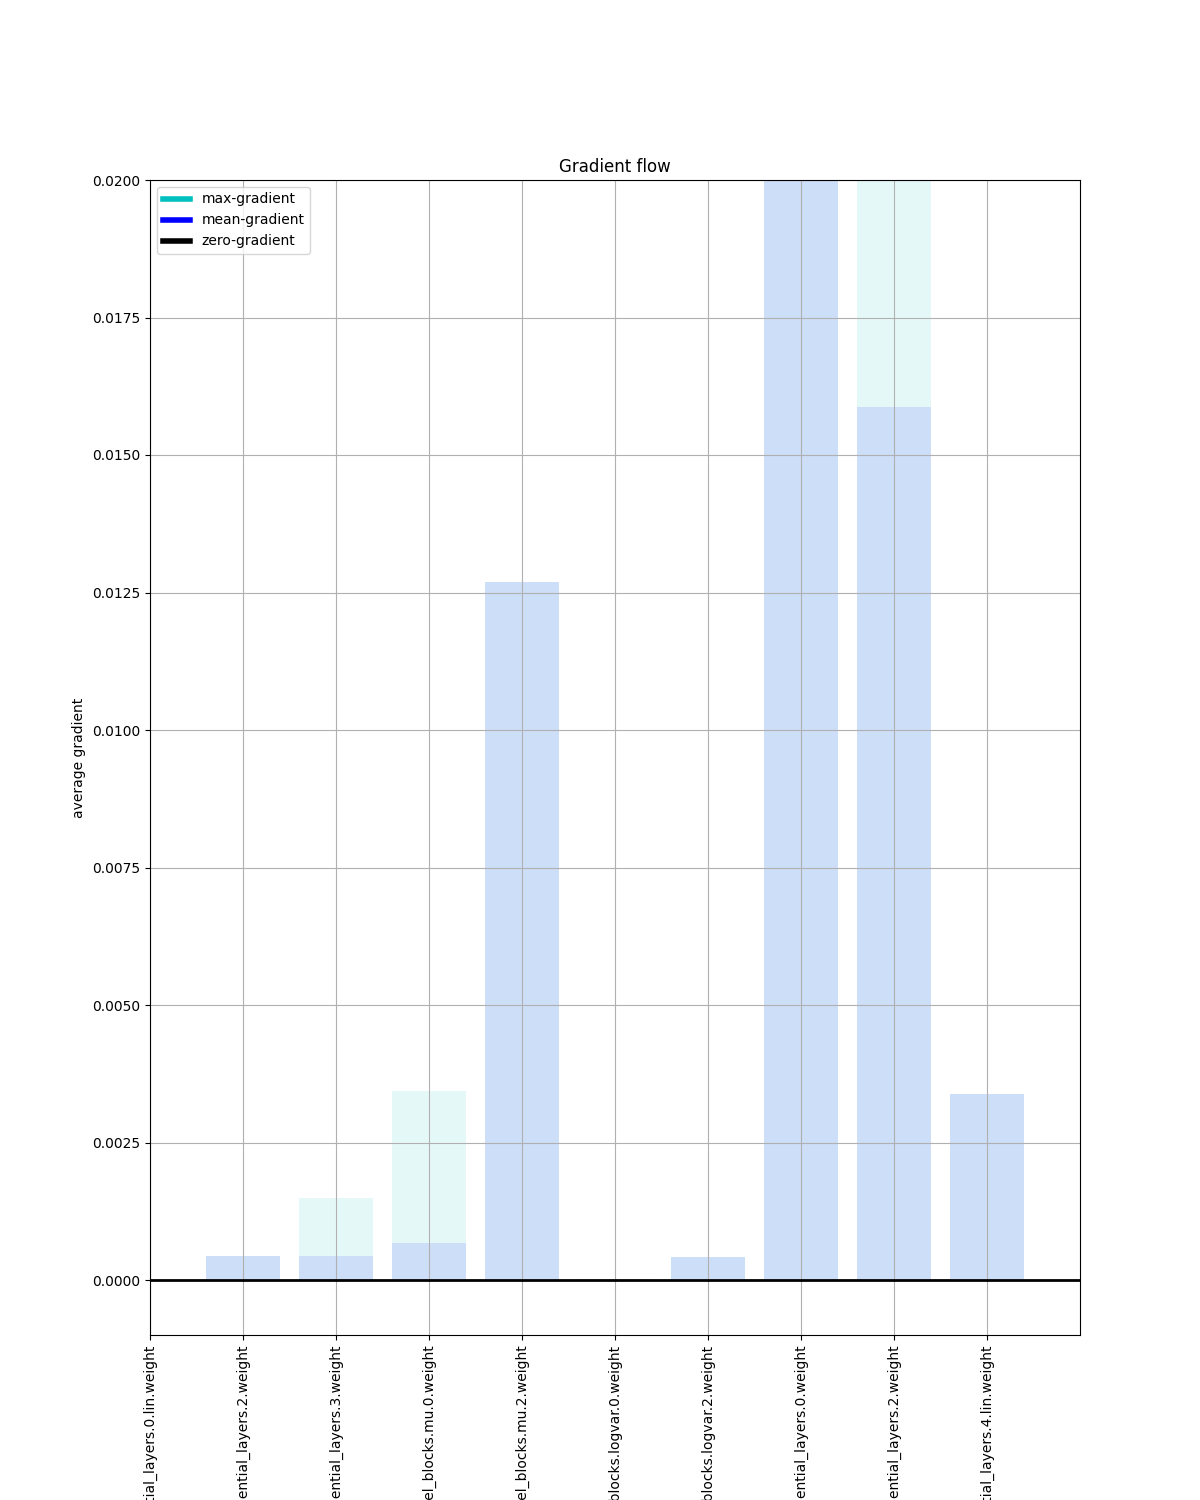 Gradient flow
max-gradient
mean-gradient
zero-gradient
0.0200
0.0175
0.0150
0.0125
0.0100
0.0075
0.0050
0.0025
0.0000
average gradient
tial_layers.0.lin.weight
ential_layers.2.weight
ential_layers.3.weight
el_blocks.mu.0.weight
el_blocks.mu.2.weight
blocks.logvar.0.weight
blocks.logvar.2.weight
ential_layers.0.weight
ential_layers.2.weight
tial_layers.4.lin.weight